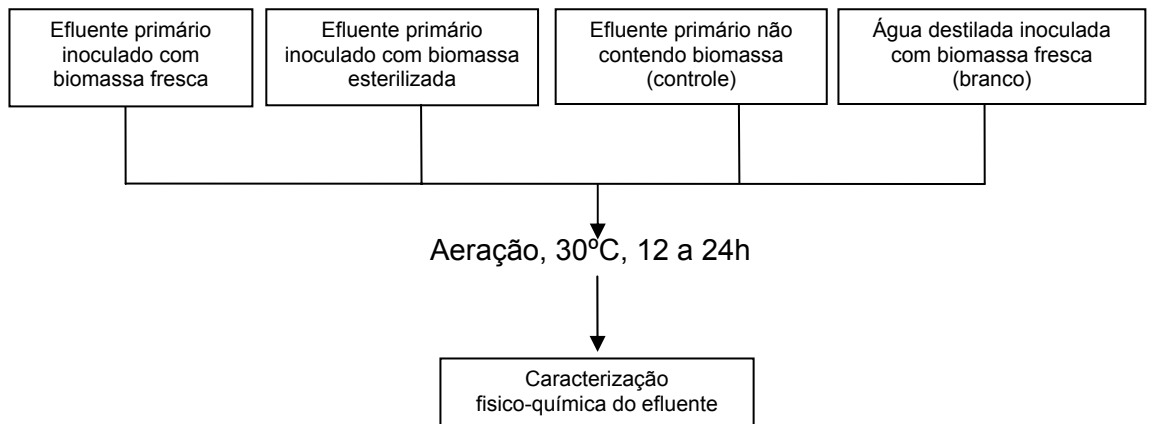 Efluente primário
inoculado com
biomassa fresca
Efluente primário
inoculado com biomassa
esterilizada
Efluente primário não
contendo biomassa
(controle)
Água destilada inoculada
com biomassa fresca
(branco)
Aeração, 30ºC, 12 a 24h
Caracterização
fisico-química do efluente